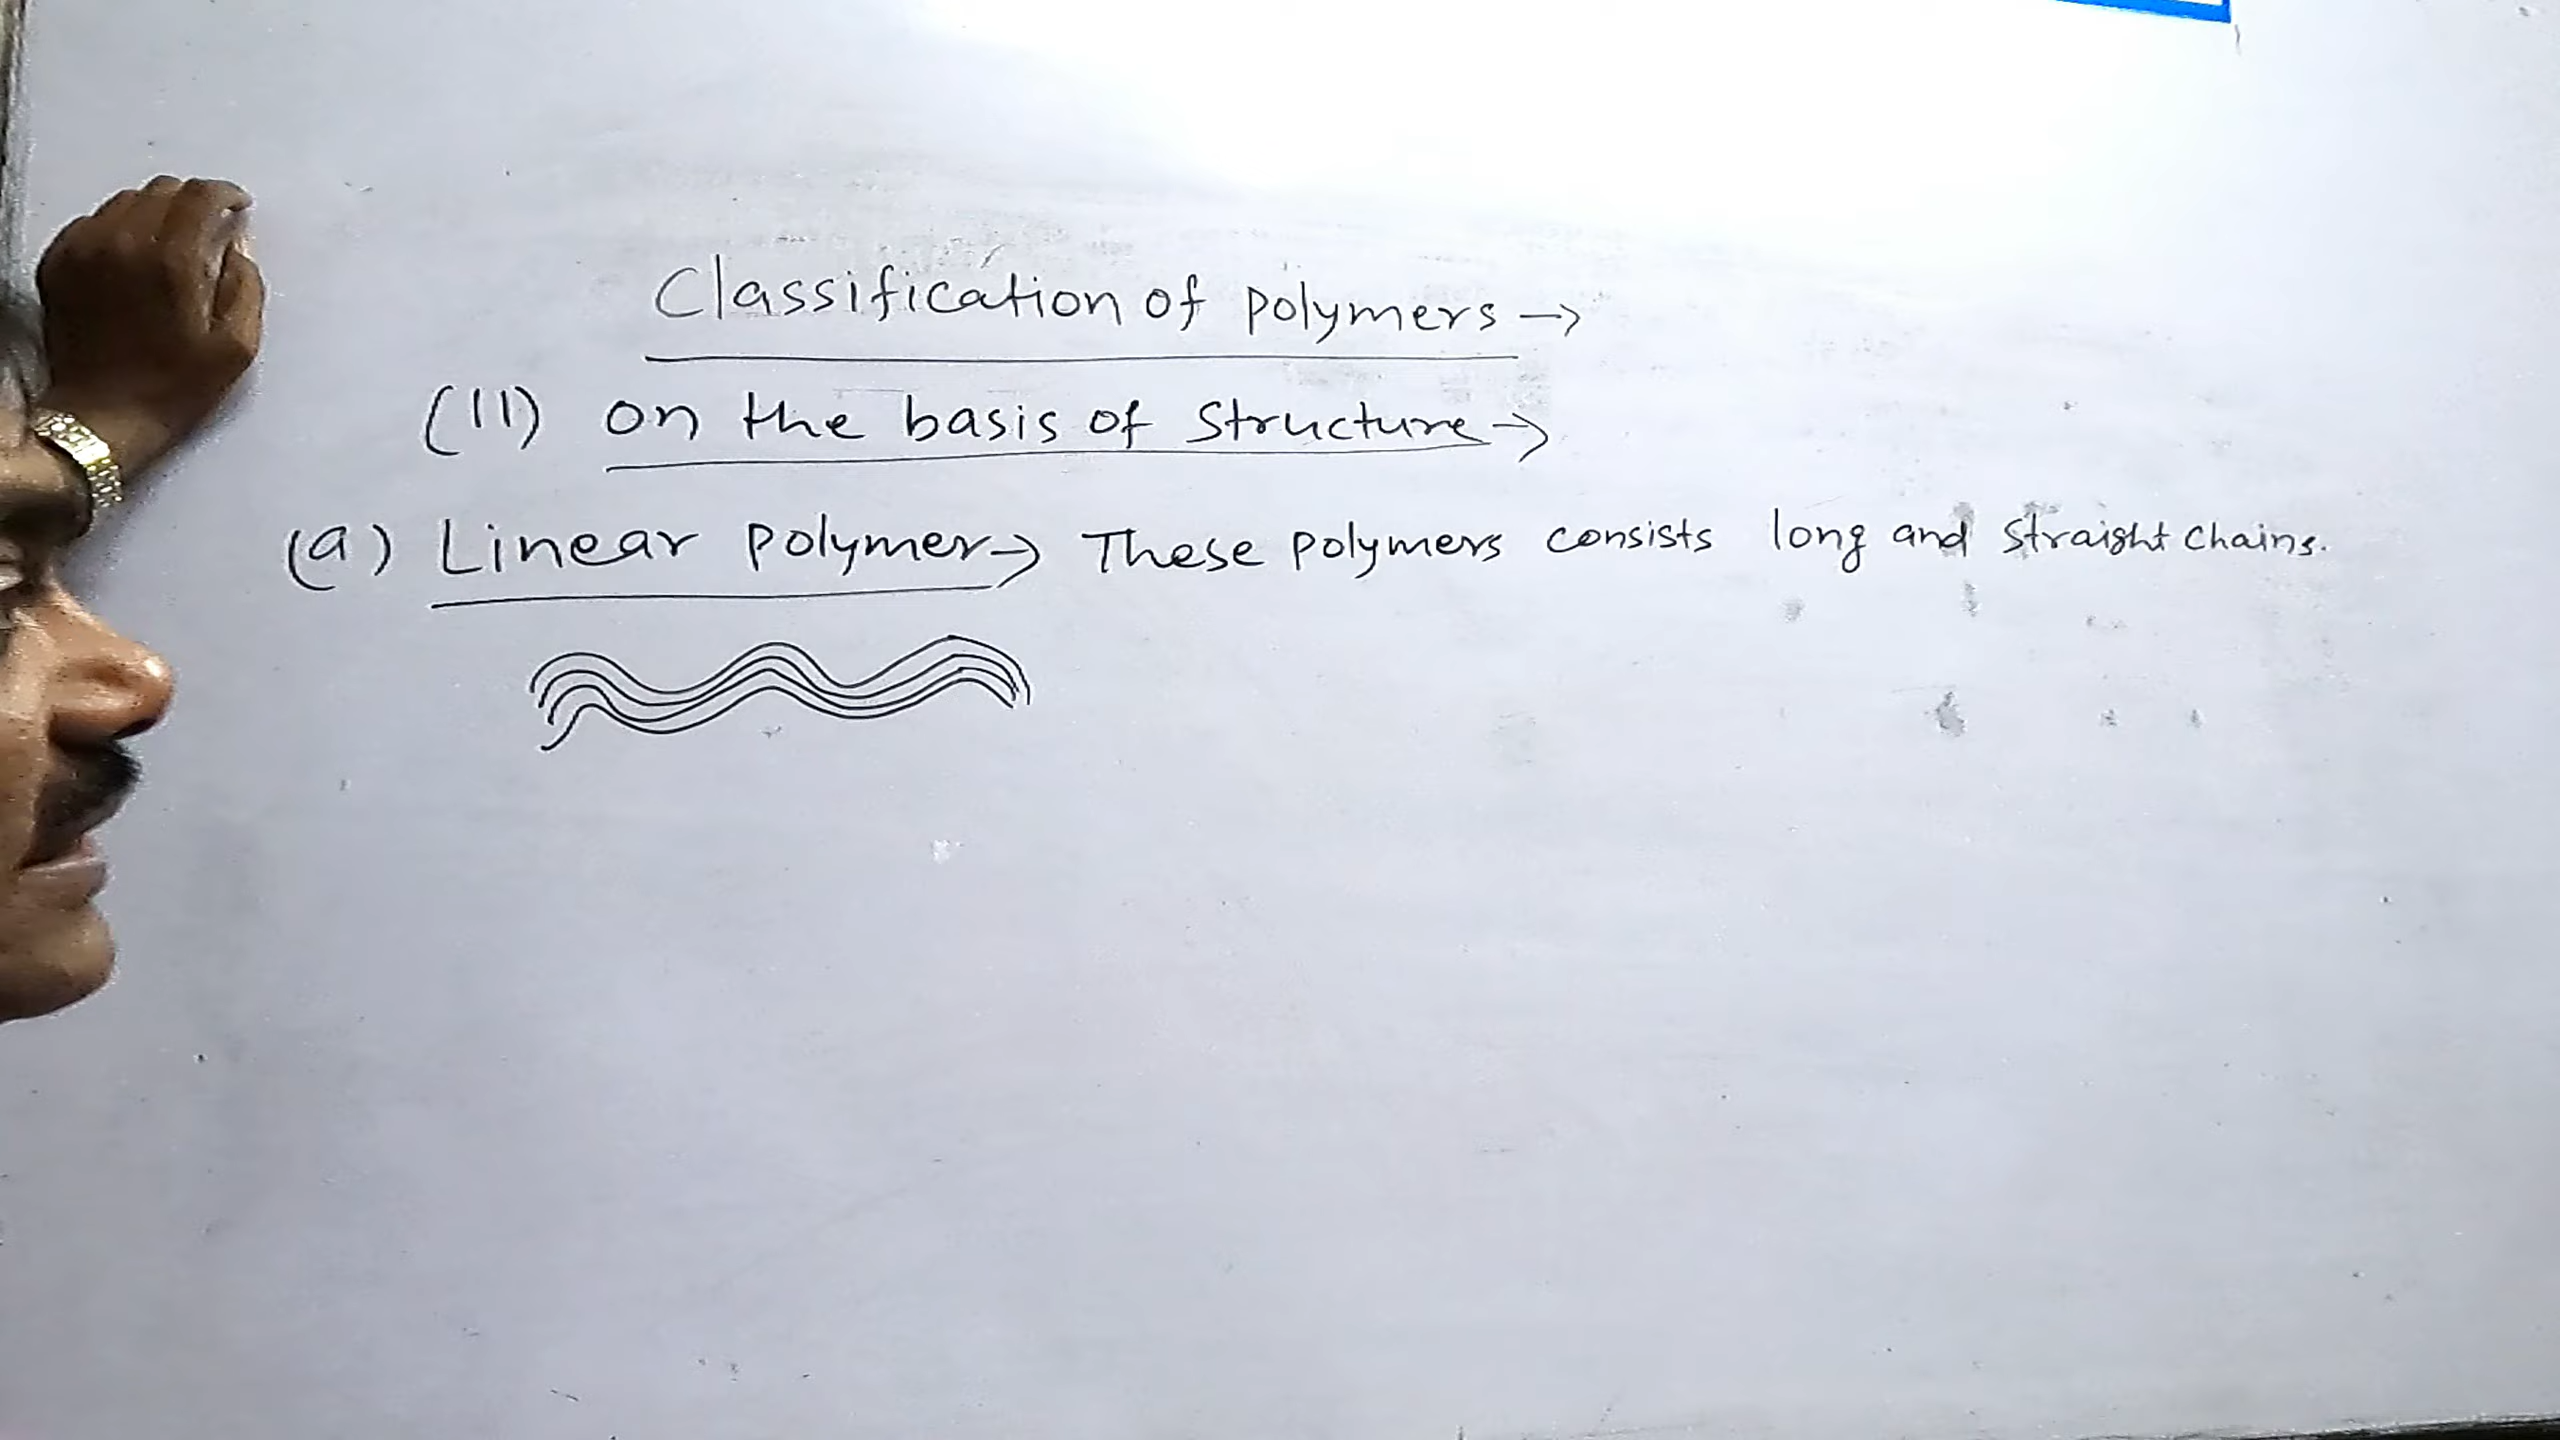 Classification of polymers →
(II) on the basis of Structure →
(a) Linear polymer → These polymers consists long and straight chains.